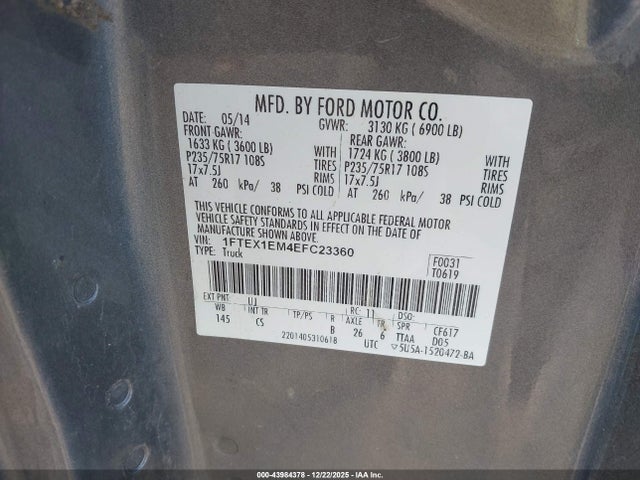 MFD. BY FORD MOTOR CO.
DATE: 05/14 GVWR: 3130 KG ( 6900 LB)
FRONT GAWR: REAR GAWR:
1633 KG ( 3600 LB) WITH 1724 KG ( 3800 LB) WITH
P235/75R17 108S TIRES P235/75R17 108S TIRES
17x7.5J RIMS 17x7.5J RIMS
AT 260 kPa/ 38 PSI COLD AT 260 kPa/ 38 PSI COLD
THIS VEHICLE CONFORMS TO ALL APPLICABLE FEDERAL MOTOR
VEHICLE SAFETY STANDARDS IN EFFECT ON THE DATE OF
MANUFACTURE SHOWN ABOVE.
VIN: 1FTEX1EM4EFC23360 F0031
TYPE: Truck T0619
EXT PNT: UJ RC: 11 DSO:
WB INT TR TP/PS R AXLE TR SPR CF617
145 CS B 26 6 TTAA D05
2201405310618 UTC ▽5U5A-1520472-BA
000-43984378 - 12/22/2025 - IAA Inc.